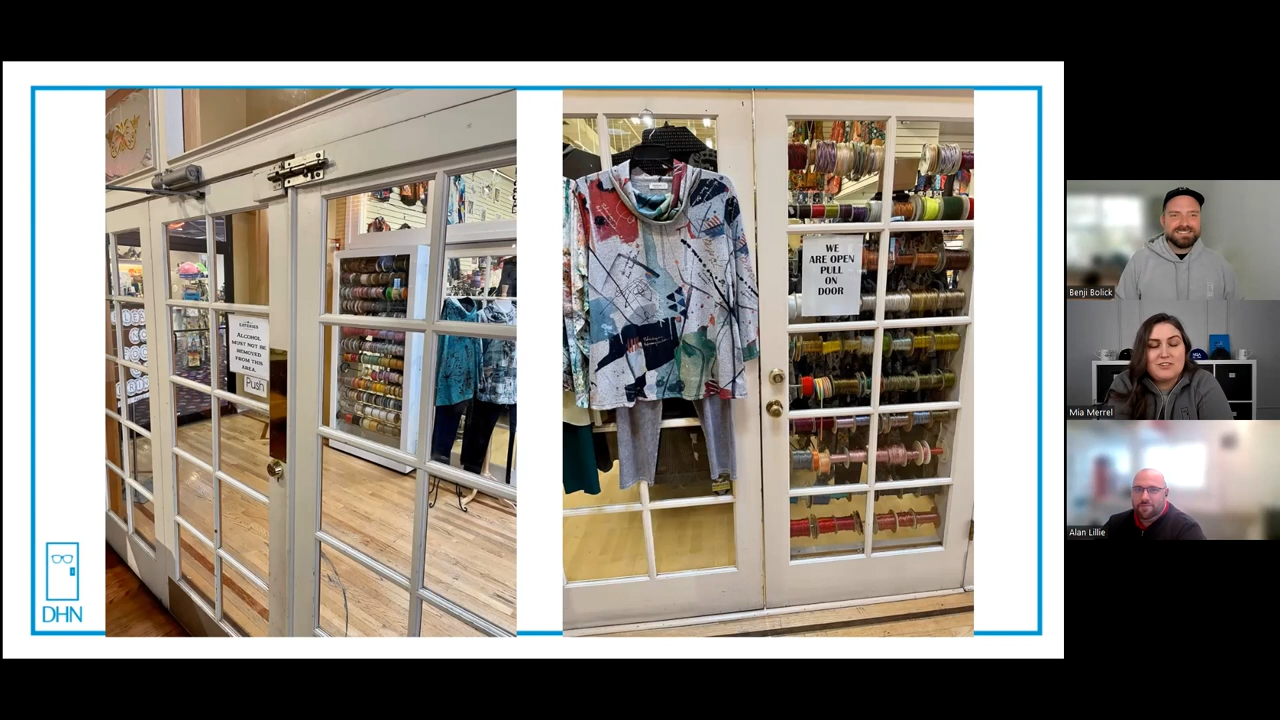 ALCOHOL
MUST NOT BE
REMOVED
FROM THIS
AREA.
Push
WE
ARE OPEN
PULL
ON
DOOR
DHN
Benji Bolick
Mia Merrel
Alan Lillie